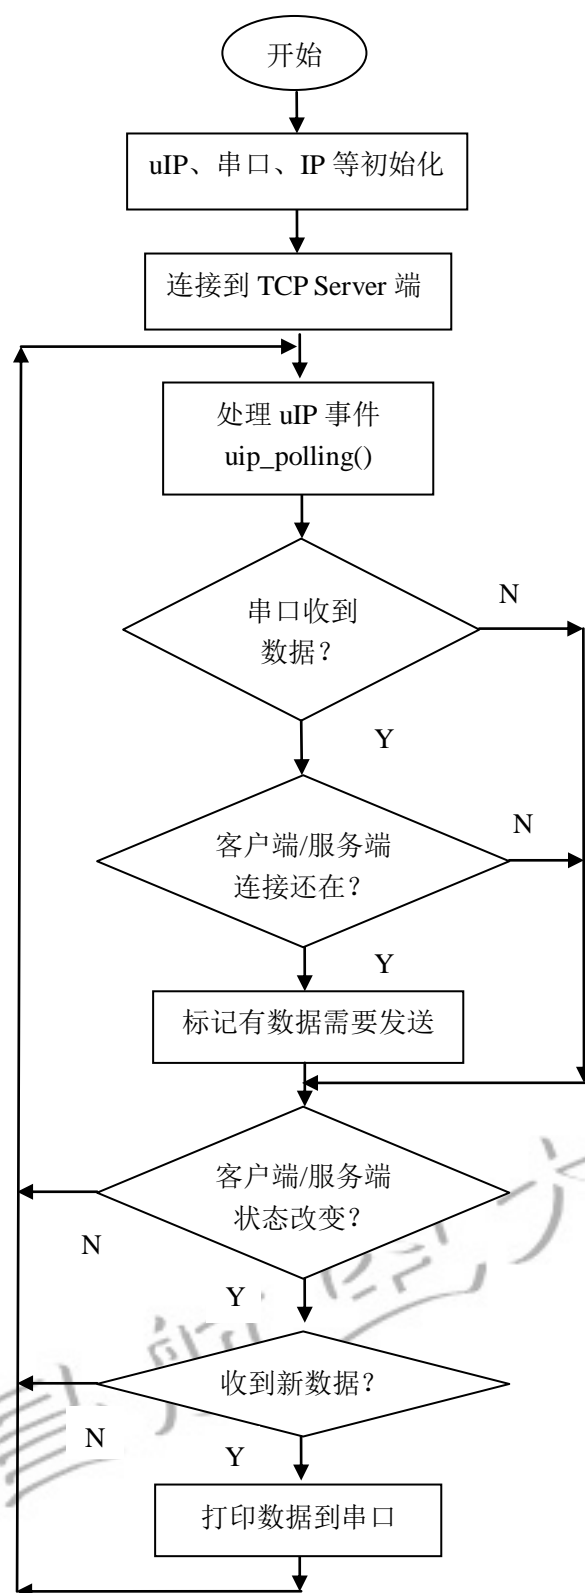 开始
uIP、串口、IP 等初始化
连接到 TCP Server 端
处理 uIP 事件
uip_polling()
串口收到
数据？
N
Y
客户端/服务端
连接还在？
N
Y
标记有数据需要发送
客户端/服务端
状态改变？
N
Y
收到新数据？
N
Y
打印数据到串口